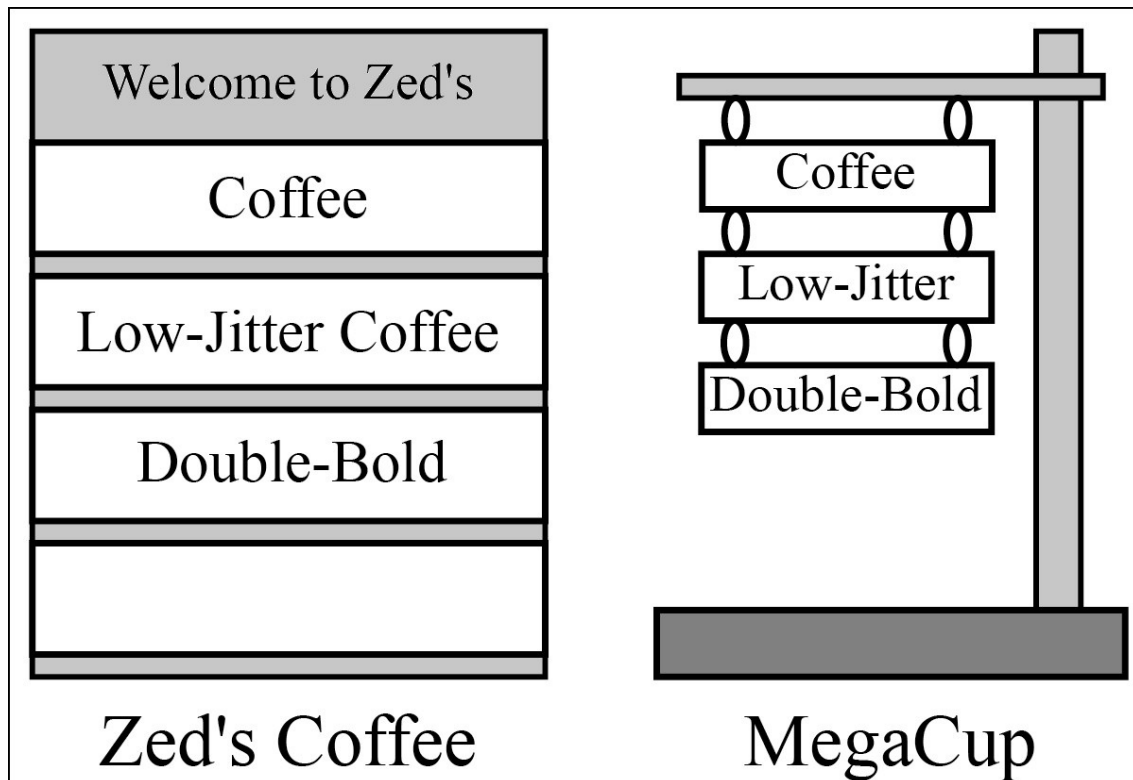 Welcome to Zed's
Coffee
Low-Jitter Coffee
Double-Bold
Zed's Coffee
Coffee
Low-Jitter
Double-Bold
MegaCup